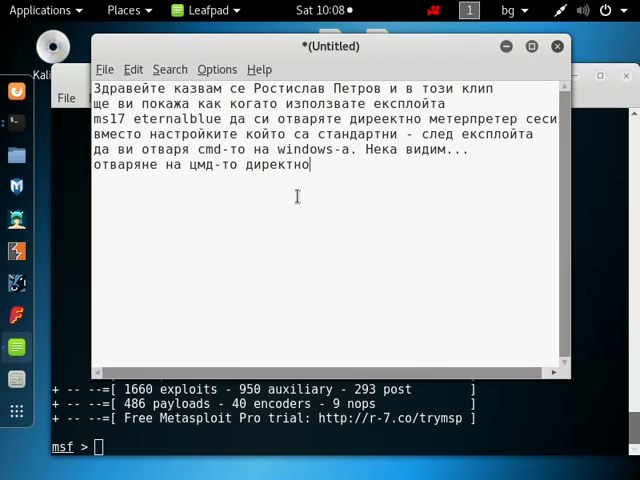 Applications
Places
Leafpad
Sat 10:08
1
bg
*(Untitled)
Kali
File
File Edit Search Options Help
Здравейте казвам се Ростислав Петров и в този клип
ще ви покажа как когато използвате експлойта
ms17 eternalblue да си отваряте диреектно метерпретер сеси
вместо настройките който са стандартни - след експлойта
да ви отваря cmd-то на windows-a. Нека видим...
отваряне на цмд-то директно
+ -- --=[ 1660 exploits - 950 auxiliary - 293 post ]
+ -- --=[ 486 payloads - 40 encoders - 9 nops ]
+ -- --=[ Free Metasploit Pro trial: http://r-7.co/trymsp ]
msf >